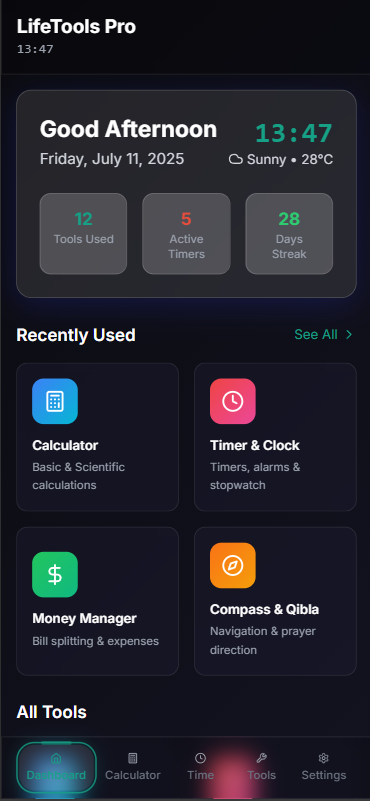 LifeTools Pro
13:47
Good Afternoon
13:47
Friday, July 11, 2025
Sunny • 28°C
12
Tools Used
5
Active
Timers
28
Days
Streak
Recently Used
See All
Calculator
Basic & Scientific
calculations
Timer & Clock
Timers, alarms &
stopwatch
Money Manager
Bill splitting & expenses
Compass & Qibla
Navigation & prayer
direction
All Tools
Dashboard
Calculator
Time
Tools
Settings